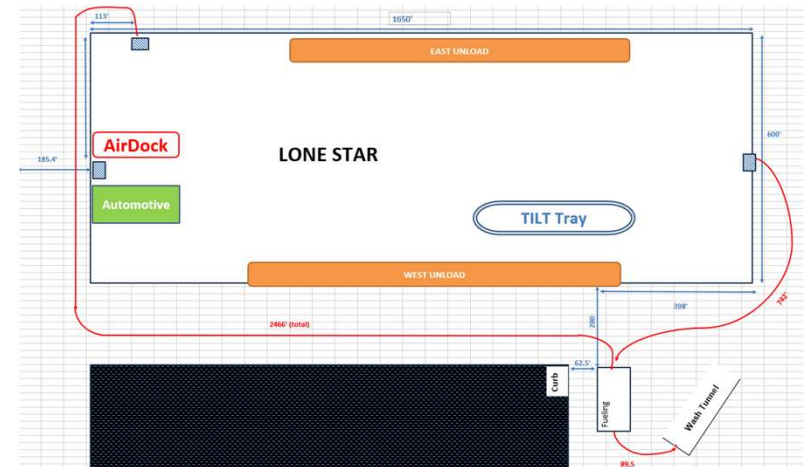 113'
1650'
EAST UNLOAD
600'
AirDock
LONE STAR
185.4'
Automotive
TILT Tray
WEST UNLOAD
398'
742'
2466' (total)
200
62.5'
Curb
Fueling
Wash Tunnel
89.5